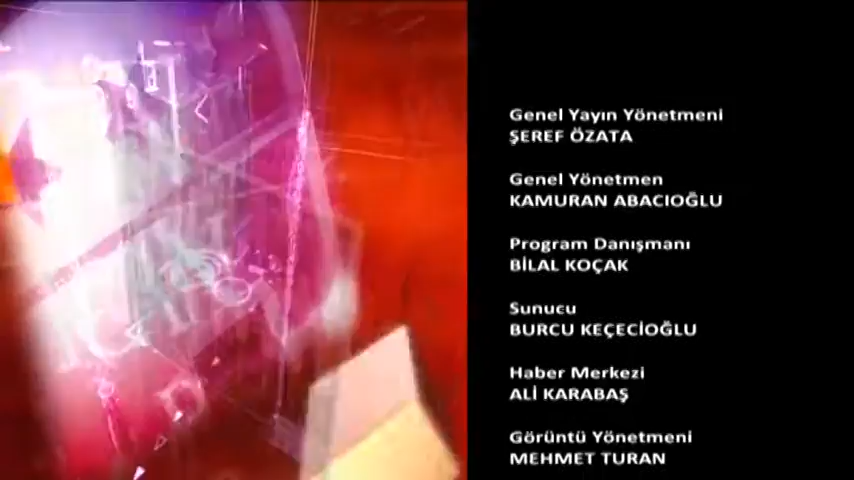 Genel Yayın Yönetmeni
ŞEREF ÖZATA
Genel Yönetmen
KAMURAN ABACIOĞLU
Program Danışmanı
BİLAL KOÇAK
Sunucu
BURCU KEÇECİOĞLU
Haber Merkezi
ALİ KARABAŞ
Görüntü Yönetmeni
MEHMET TURAN